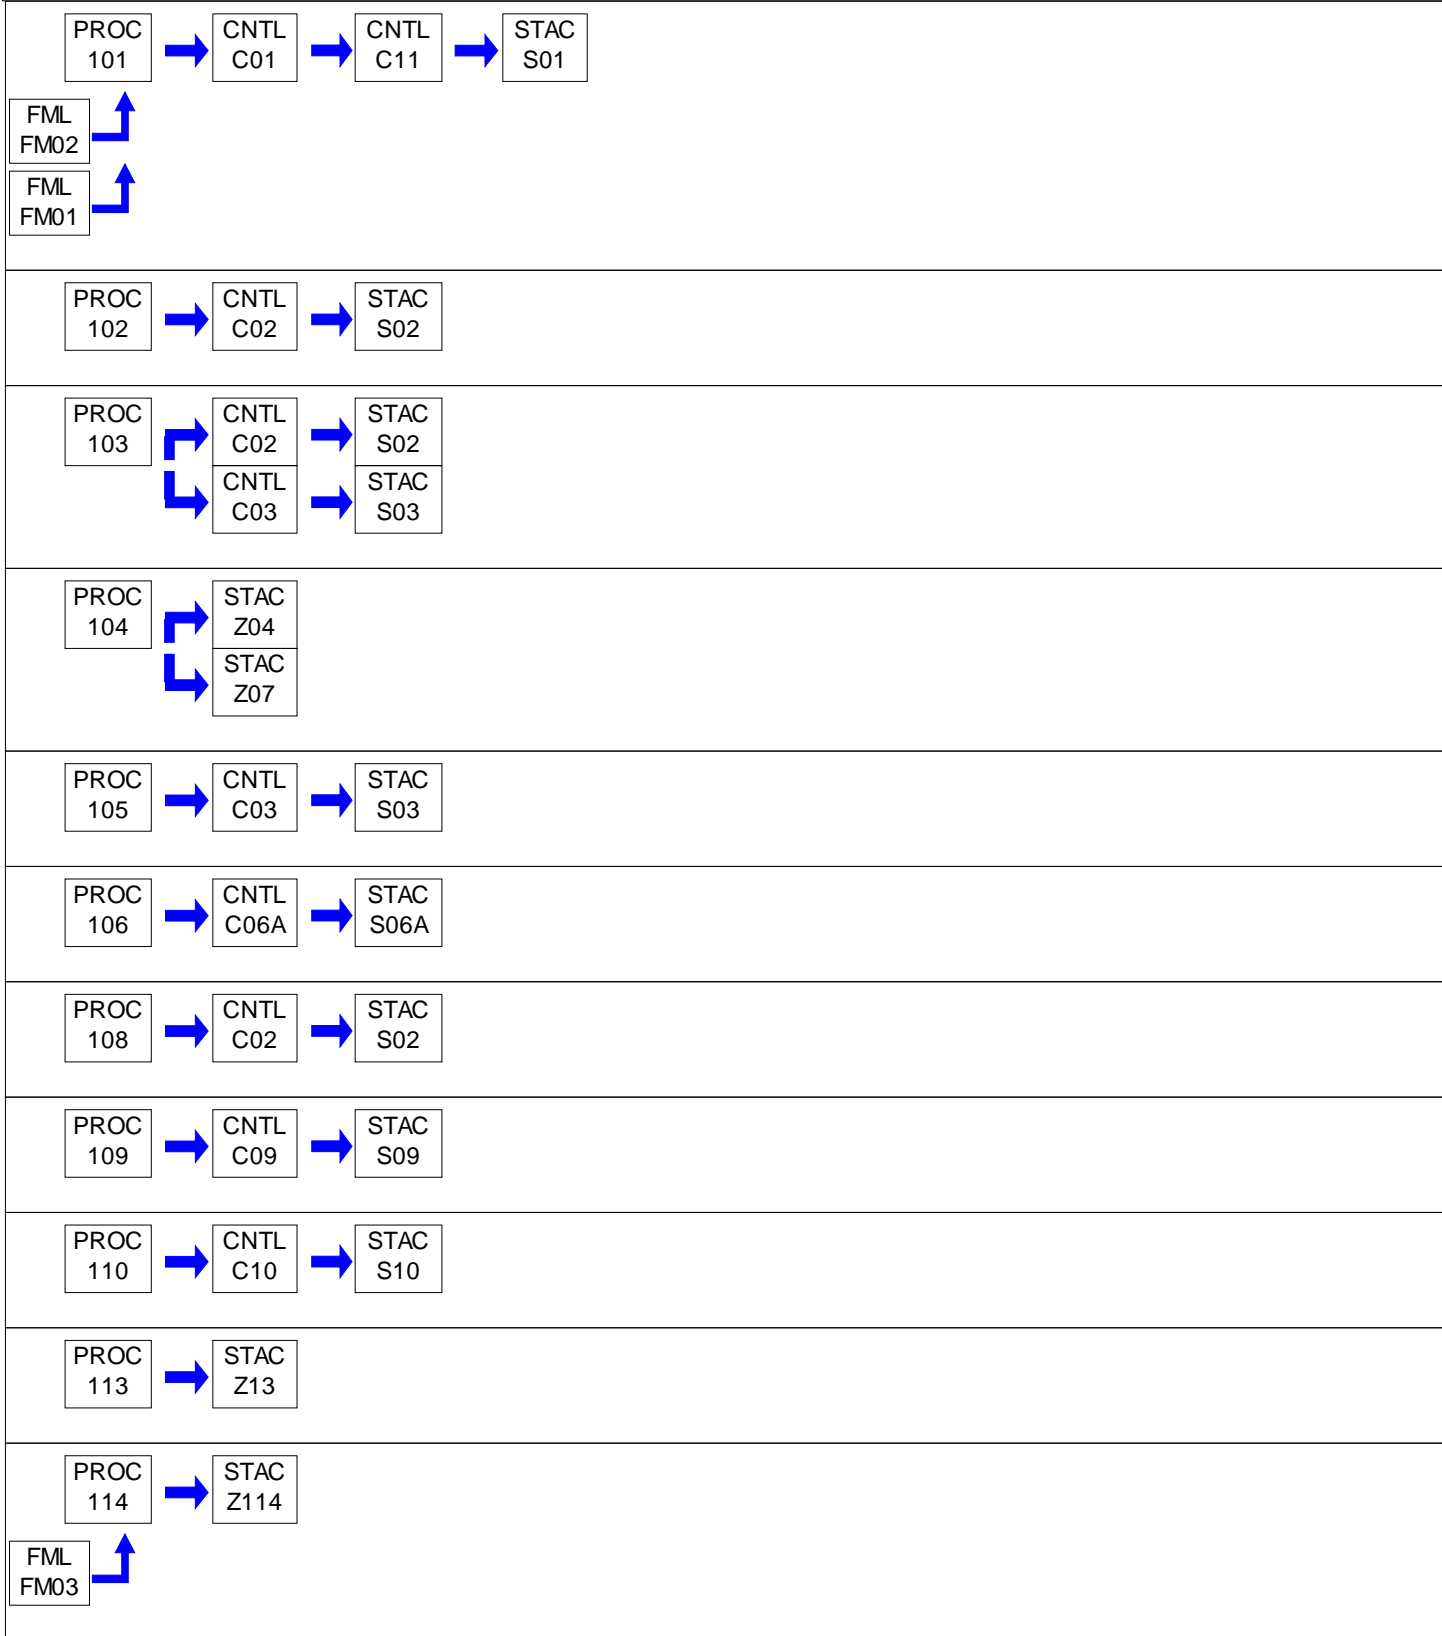 PROC
101
CNTL
C01
CNTL
C11
STAC
S01
FML
FM02
FML
FM01
PROC
102
CNTL
C02
STAC
S02
PROC
103
CNTL
C02
STAC
S02
CNTL
C03
STAC
S03
PROC
104
STAC
Z04
STAC
Z07
PROC
105
CNTL
C03
STAC
S03
PROC
106
CNTL
C06A
STAC
S06A
PROC
108
CNTL
C02
STAC
S02
PROC
109
CNTL
C09
STAC
S09
PROC
110
CNTL
C10
STAC
S10
PROC
113
STAC
Z13
PROC
114
STAC
Z114
FML
FM03